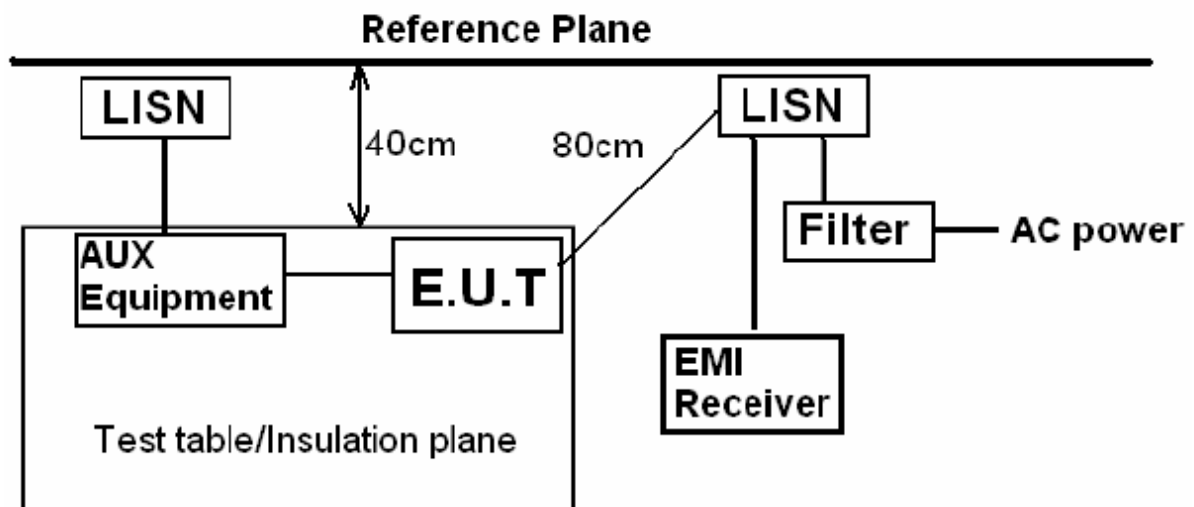 Reference Plane
LISN
LISN
40cm
80cm
Filter
AC power
AUX
Equipment
E.U.T
EMI
Receiver
Test table/Insulation plane